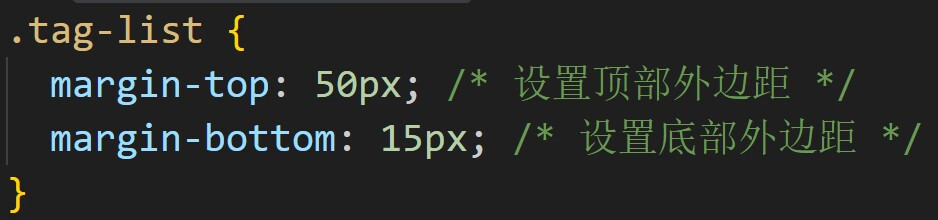 .tag-list {
  margin-top: 50px; /* 设置顶部外边距 */
  margin-bottom: 15px; /* 设置底部外边距 */
}